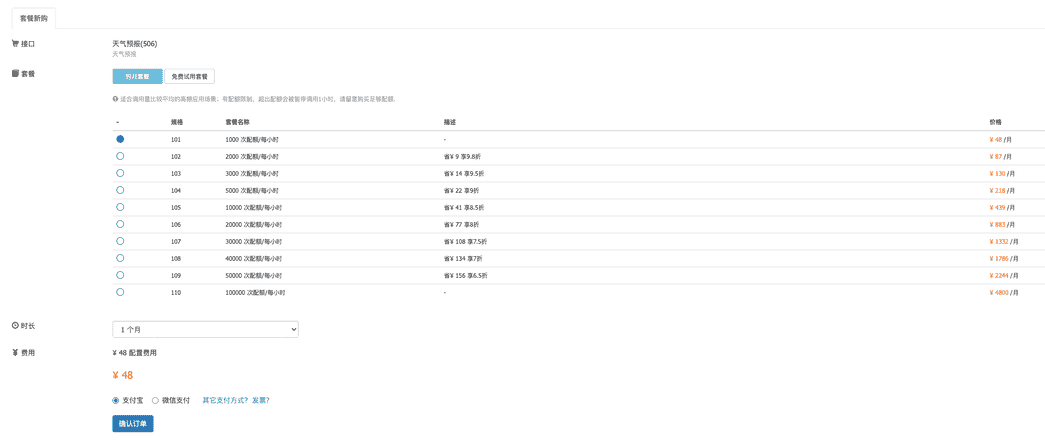 套餐新购
接口
天气预报(506)
天气预报
套餐
购买套餐 免费试用套餐
适合调用量比较平均的高频应用场景；有配额限制，超出配额会被暂停调用1小时，请留意购买足够配额。
- 规格 套餐名称 描述 价格
101 1000 次配额/每小时 - ¥ 48 /月
102 2000 次配额/每小时 省¥ 9 享9.8折 ¥ 87 /月
103 3000 次配额/每小时 省¥ 14 享9.5折 ¥ 130 /月
104 5000 次配额/每小时 省¥ 22 享9折 ¥ 218 /月
105 10000 次配额/每小时 省¥ 41 享8.5折 ¥ 439 /月
106 20000 次配额/每小时 省¥ 77 享8折 ¥ 883 /月
107 30000 次配额/每小时 省¥ 108 享7.5折 ¥ 1332 /月
108 40000 次配额/每小时 省¥ 134 享7折 ¥ 1786 /月
109 50000 次配额/每小时 省¥ 156 享6.5折 ¥ 2244 /月
110 100000 次配额/每小时 - ¥ 4800 /月
时长 1 个月
¥ 费用 ¥ 48 配置费用
¥ 48
支付宝 微信支付 其它支付方式? 发票?
确认订单